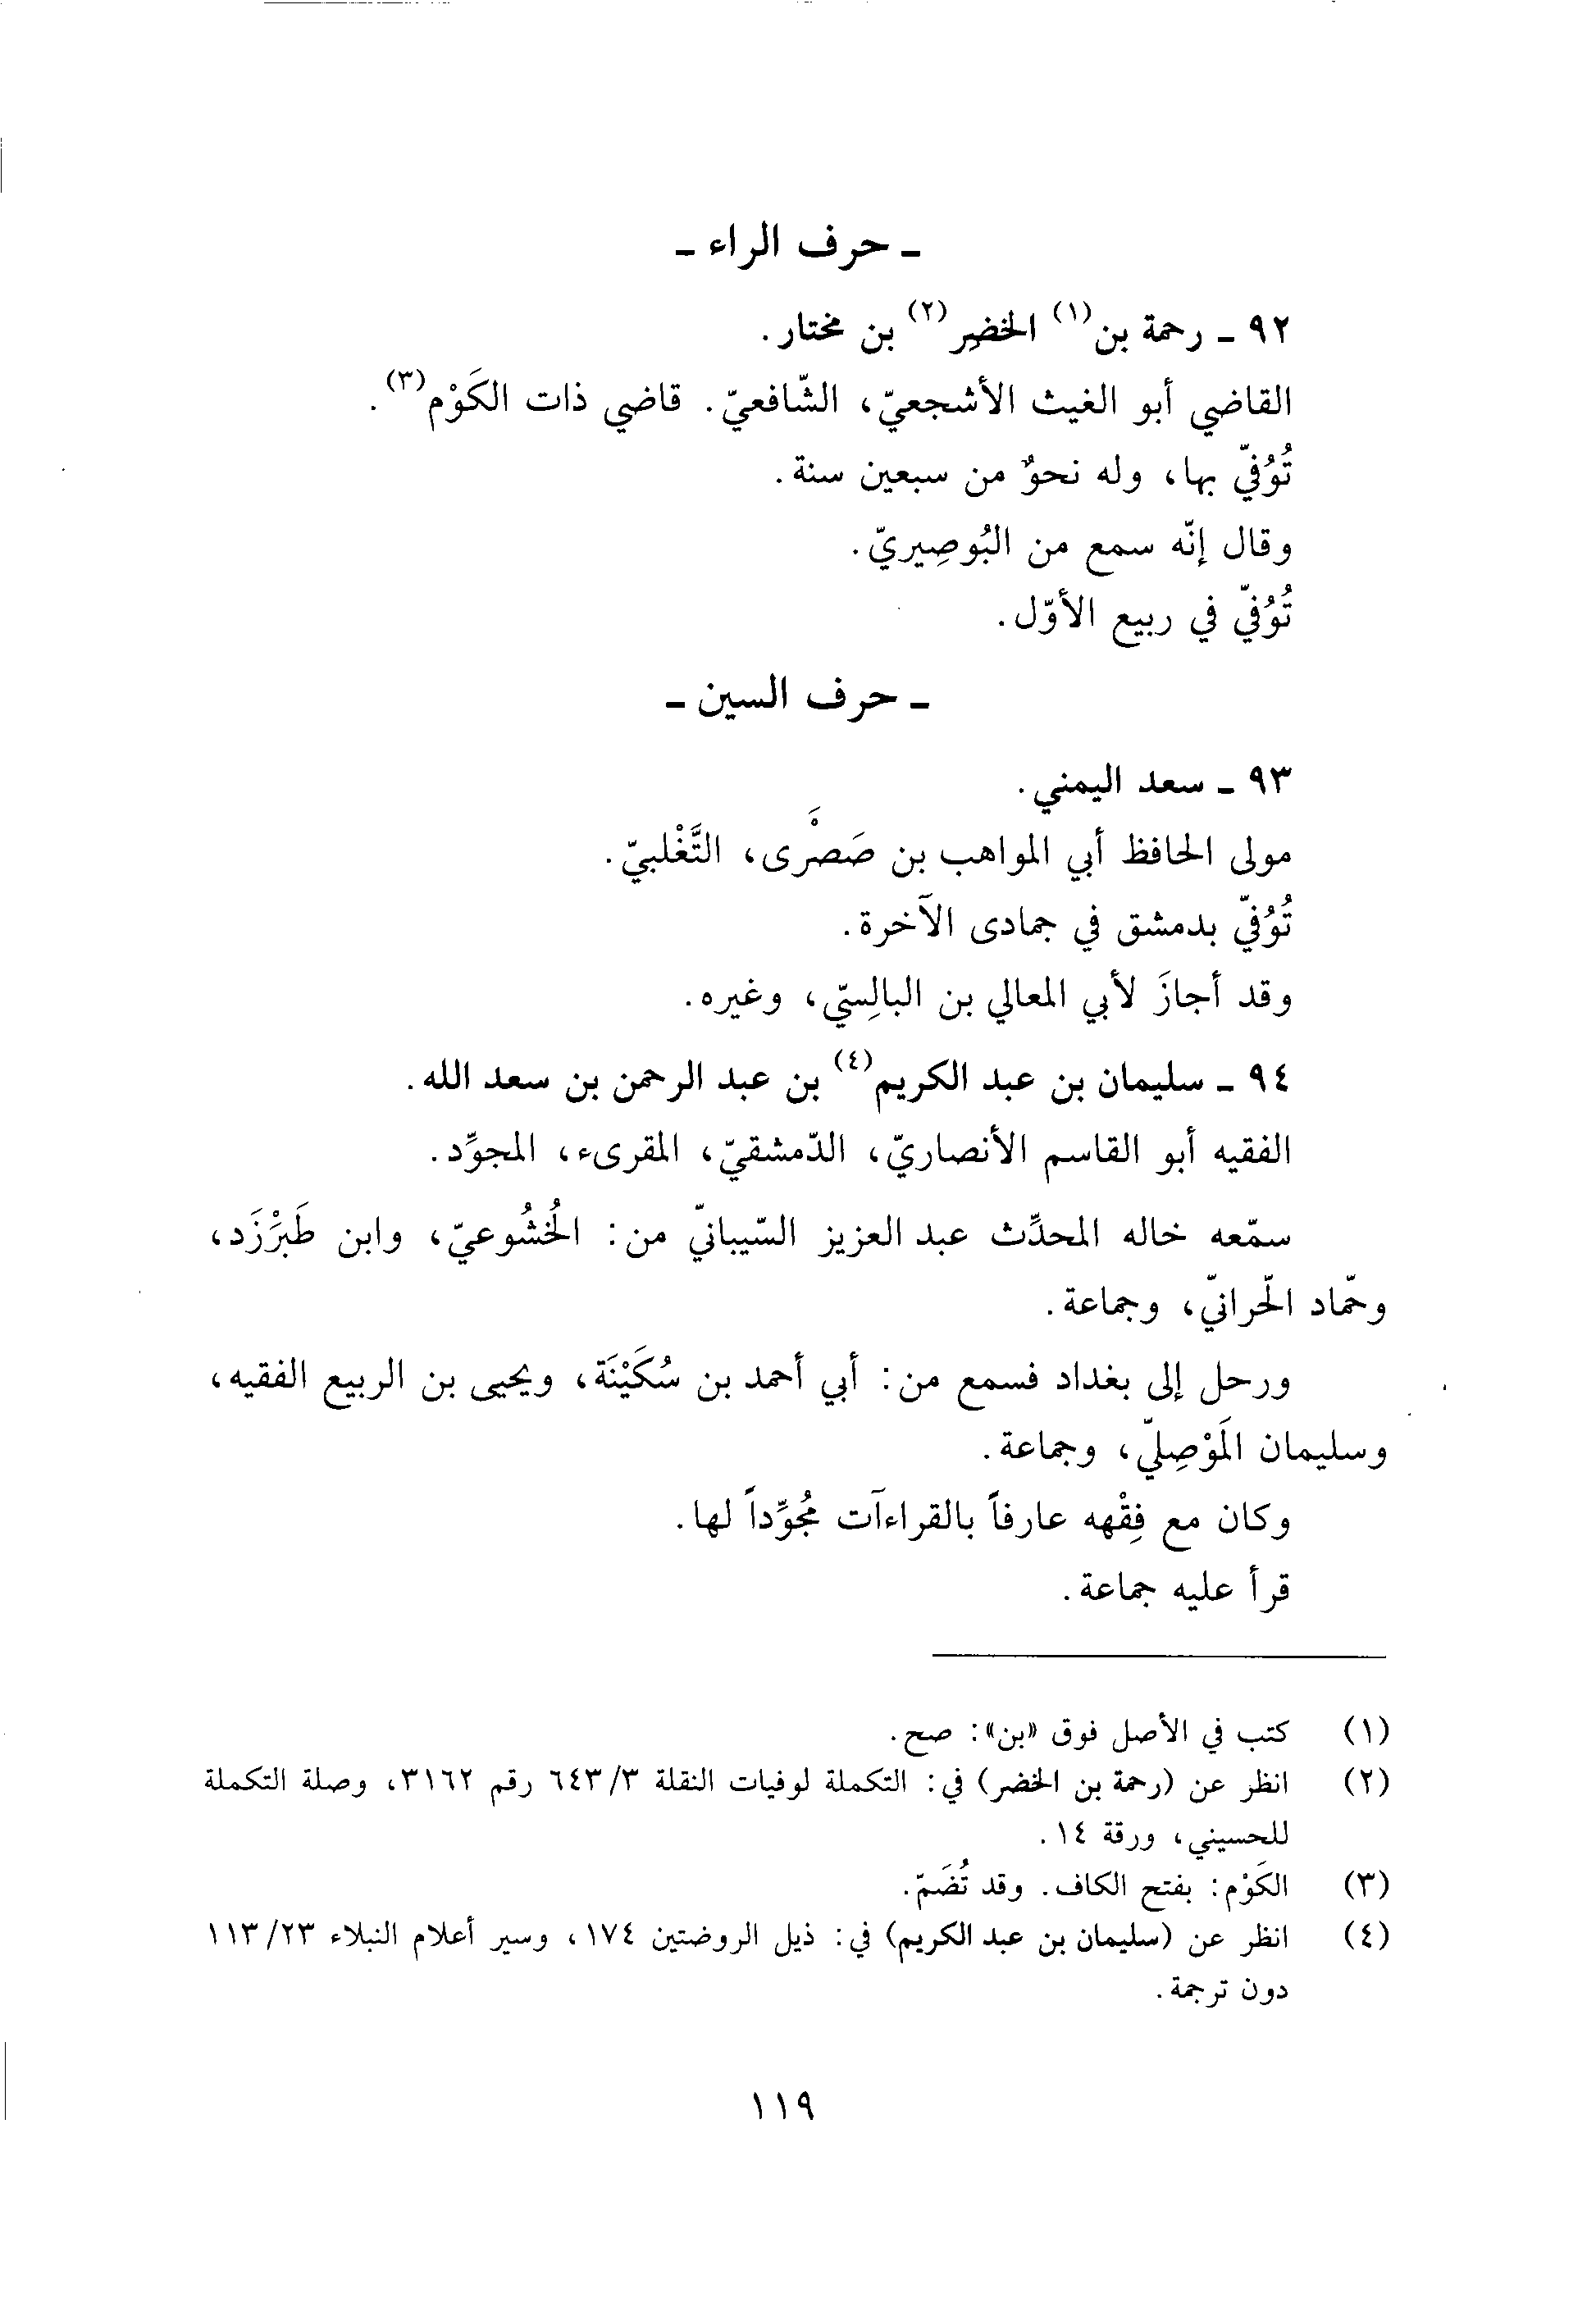 ـ حرف الراء ـ
٩٢ ـ رحمة بن(١) الخضِر(٢) بن مختار.
القاضي أبو الغيث الأشجعيّ، الشّافعيّ. قاضي ذات الكَوْم(٣).
تُوُفيّ بها، وله نحوٌ من سبعين سنة.
وقال إنّه سمع من البُوصِيريّ.
تُوُفيّ في ربيع الأوّل.
ـ حرف السين ـ
٩٣ ـ سعد اليمني.
مولى الحافظ أبي المواهب بن صَصْرَى، التَّغْلبيّ.
تُوُفيّ بدمشق في جمادى الآخرة.
وقد أجازَ لأبي المعالي بن البالِسيّ، وغيره.
٩٤ ـ سليمان بن عبد الكريم(٤) بن عبد الرحمن بن سعد الله.
الفقيه أبو القاسم الأنصاريّ، الدّمشقيّ، المقرىء، المجوِّد.
سمّعه خاله المحدِّث عبد العزيز السّيبانيّ من: الخُشُوعيّ، وابن طَبَرْزَد،
وحمّاد الحّرانيّ، وجماعة.
ورحل إلى بغداد فسمع من: أبي أحمد بن سُكَيْنَة، ويحيى بن الربيع الفقيه،
وسليمان المَوْصِليّ، وجماعة.
وكان مع فِقْهه عارفاً بالقراءآت مُجوِّداً لها.
قرأ عليه جماعة.
(١) كتب في الأصل فوق «بن»: صح.
(٢) انظر عن (رحمة بن الخضر) في: التكملة لوفيات النقلة ٣/ ٦٤٣ رقم ٣١٦٢، وصلة التكملة
للحسيني، ورقة ١٤.
(٣) الكَوْم: بفتح الكاف. وقد تُضَمّ.
(٤) انظر عن (سليمان بن عبد الكريم) في: ذيل الروضتين ١٧٤، وسير أعلام النبلاء ٢٣/ ١١٣
دون ترجمة.
١١٩